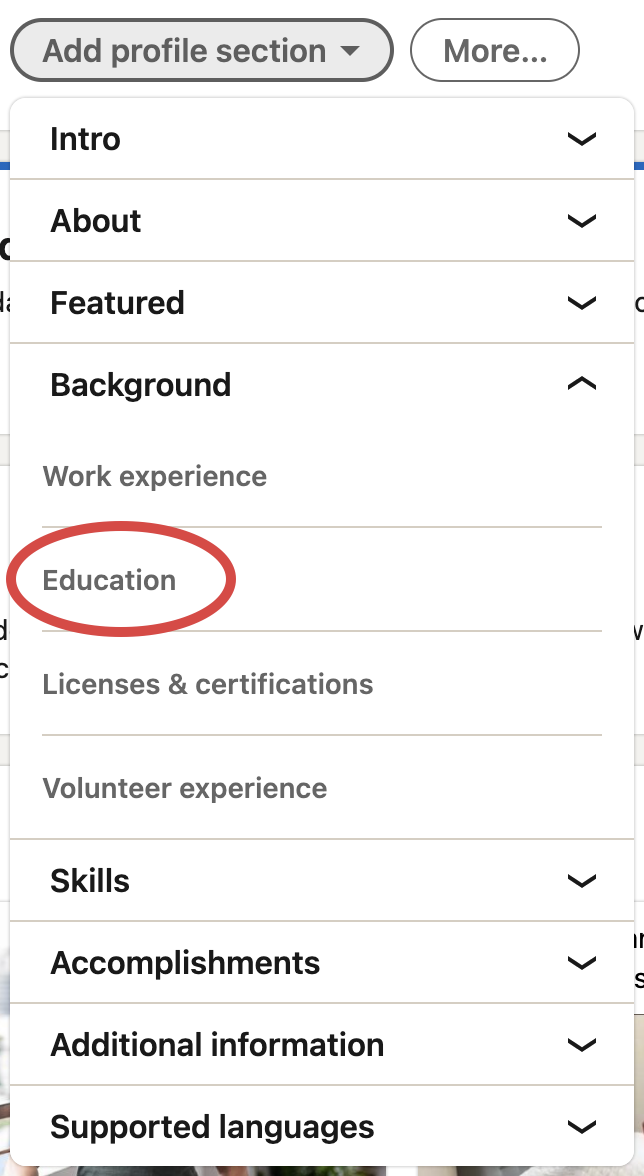 Add profile section
More...
Intro
About
Featured
Background
Work experience
Education
Licenses & certifications
Volunteer experience
Skills
Accomplishments
Additional information
Supported languages